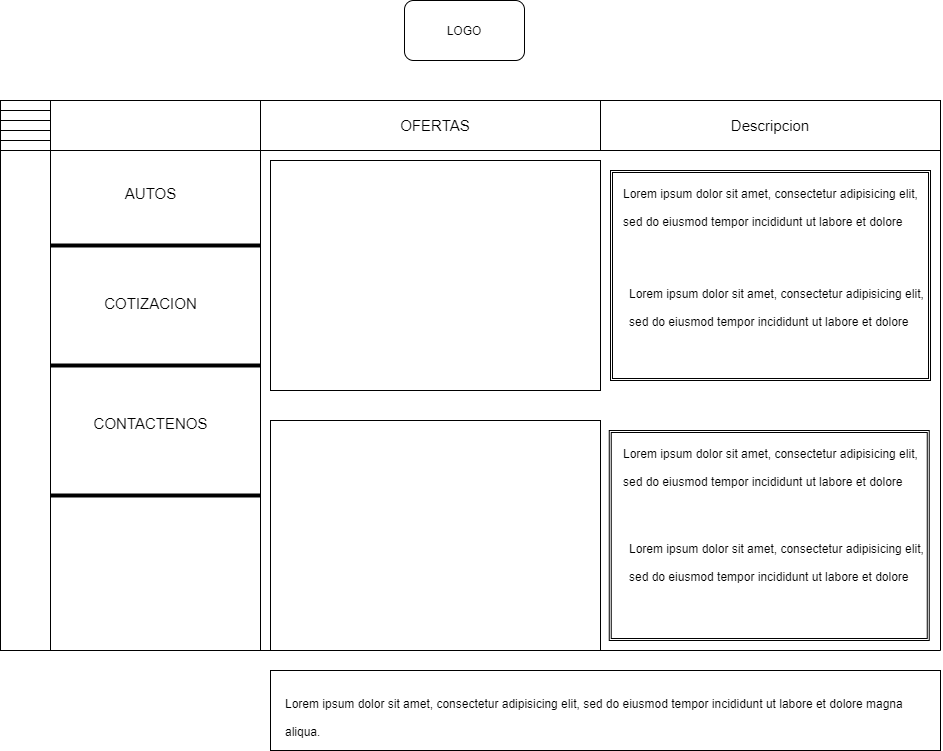 LOGO
OFERTAS
Descripcion
AUTOS
COTIZACION
CONTACTENOS
Lorem ipsum dolor sit amet, consectetur adipisicing elit,
sed do eiusmod tempor incididunt ut labore et dolore
Lorem ipsum dolor sit amet, consectetur adipisicing elit,
sed do eiusmod tempor incididunt ut labore et dolore
Lorem ipsum dolor sit amet, consectetur adipisicing elit,
sed do eiusmod tempor incididunt ut labore et dolore
Lorem ipsum dolor sit amet, consectetur adipisicing elit,
sed do eiusmod tempor incididunt ut labore et dolore
Lorem ipsum dolor sit amet, consectetur adipisicing elit, sed do eiusmod tempor incididunt ut labore et dolore magna
aliqua.